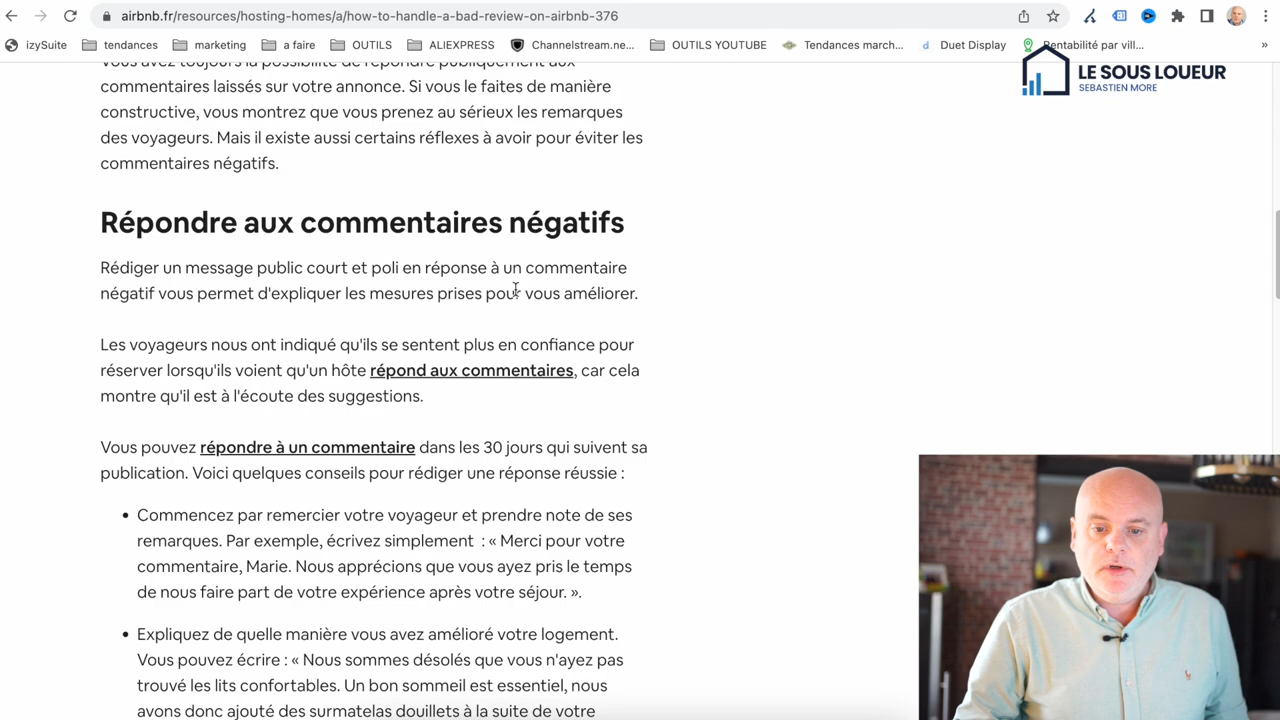 airbnb.fr/resources/hosting-homes/a/how-to-handle-a-bad-review-on-airbnb-376
izySuite
tendances
marketing
a faire
OUTILS
ALIEXPRESS
Channelstream.ne...
OUTILS YOUTUBE
Tendances march...
Duet Display
Rentabilité par vill...
»
LE SOUS LOUEUR
SEBASTIEN MORE
Vous avez toujours la possibilité de répondre publiquement aux
commentaires laissés sur votre annonce. Si vous le faites de manière
constructive, vous montrez que vous prenez au sérieux les remarques
des voyageurs. Mais il existe aussi certains réflexes à avoir pour éviter les
commentaires négatifs.
Répondre aux commentaires négatifs
Rédiger un message public court et poli en réponse à un commentaire
négatif vous permet d'expliquer les mesures prises pour vous améliorer.
Les voyageurs nous ont indiqué qu'ils se sentent plus en confiance pour
réserver lorsqu'ils voient qu'un hôte répond aux commentaires, car cela
montre qu'il est à l'écoute des suggestions.
Vous pouvez répondre à un commentaire dans les 30 jours qui suivent sa
publication. Voici quelques conseils pour rédiger une réponse réussie :
• Commencez par remercier votre voyageur et prendre note de ses
remarques. Par exemple, écrivez simplement : « Merci pour votre
commentaire, Marie. Nous apprécions que vous ayez pris le temps
de nous faire part de votre expérience après votre séjour. ».
• Expliquez de quelle manière vous avez amélioré votre logement.
Vous pouvez écrire : « Nous sommes désolés que vous n'ayez pas
trouvé les lits confortables. Un bon sommeil est essentiel, nous
avons donc ajouté des surmatelas douillets à la suite de votre